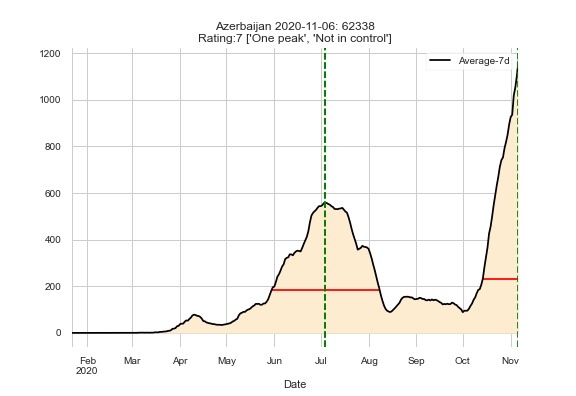 Azerbaijan 2020-11-06: 62338
Rating:7 ['One peak', 'Not in control']
Average-7d
1200
1000
800
600
400
200
0
Feb Mar Apr May Jun Jul Aug Sep Oct Nov
2020
Date